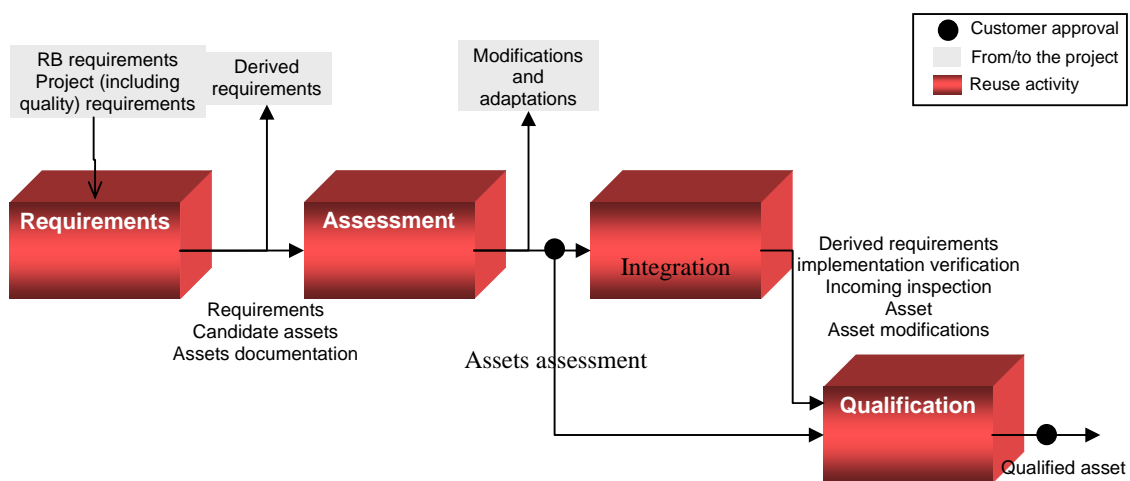 Customer approval
From/to the project
Reuse activity
RB requirements
Project (including
quality) requirements
Derived
requirements
Modifications
and
adaptations
Requirements
Assessment
Integration
Derived requirements
implementation verification
Incoming inspection
Asset
Asset modifications
Requirements
Candidate assets
Assets documentation
Assets assessment
Qualification
Qualified asset